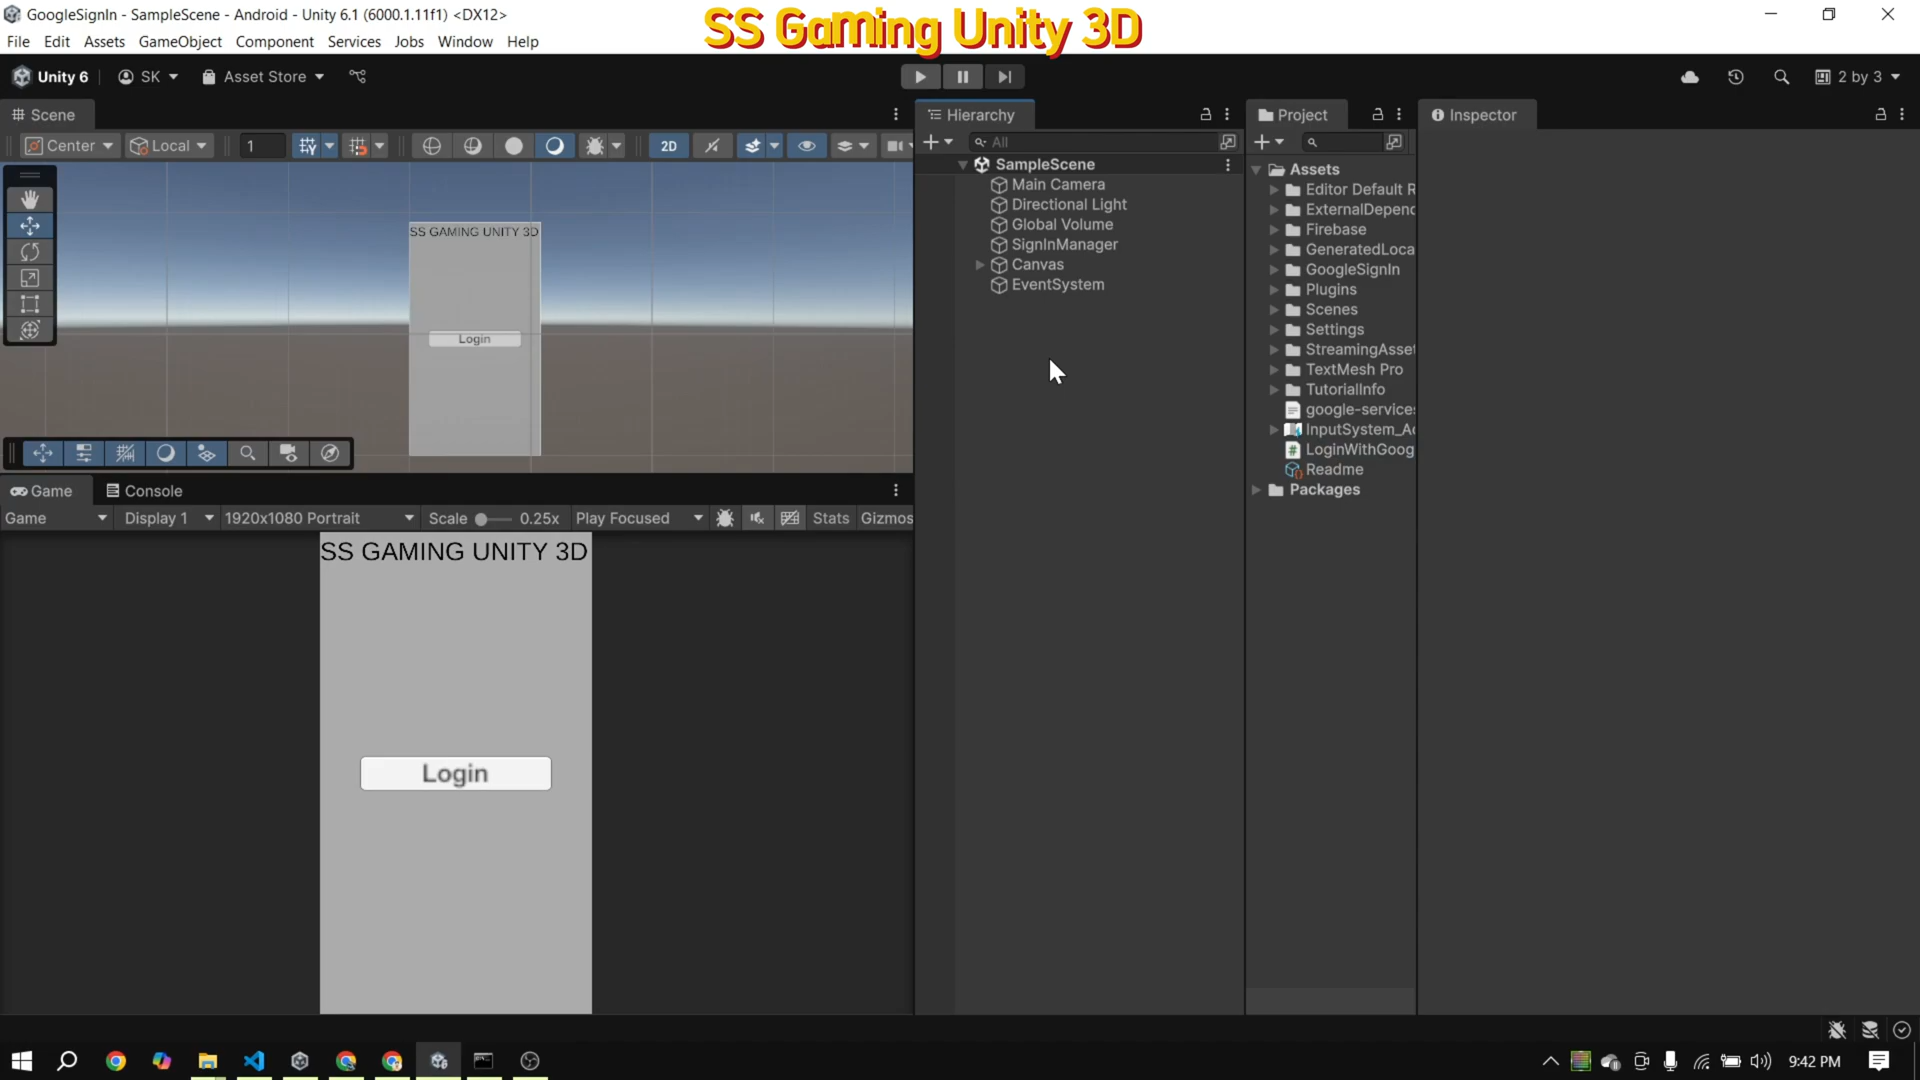 GoogleSignIn - SampleScene - Android - Unity 6.1 (6000.1.11f1) <DX12>
SS Gaming Unity 3D
File Edit Assets GameObject Component Services Jobs Window Help
Unity 6 SK Asset Store 2 by 3
Scene
Center Local 1 2D
SS GAMING UNITY 3D
Login
Game Console
Game Display 1 1920x1080 Portrait Scale 0.25x Play Focused Stats Gizmos
SS GAMING UNITY 3D
Login
Hierarchy
All
SampleScene
Main Camera
Directional Light
Global Volume
SignInManager
Canvas
EventSystem
Project
Assets
Editor Default R
ExternalDepend
Firebase
GeneratedLoca
GoogleSignIn
Plugins
Scenes
Settings
StreamingAsset
TextMesh Pro
TutorialInfo
google-services
InputSystem_Ac
LoginWithGoog
Readme
Packages
Inspector
9:42 PM